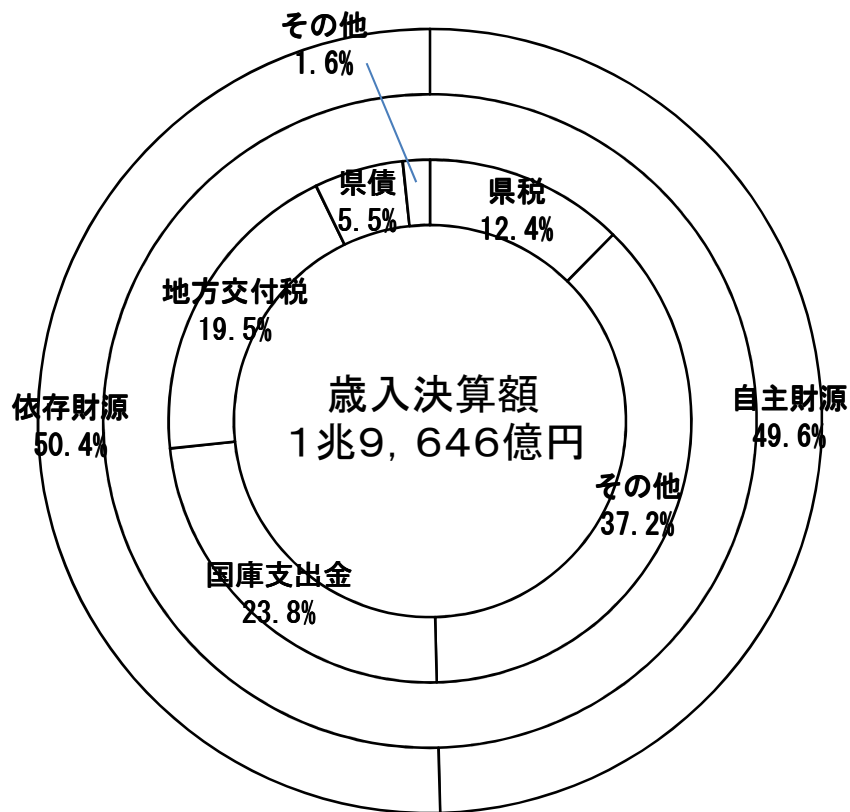 その他
1.6%
県債
5.5%
県税
12.4%
地方交付税
19.5%
歳入決算額
1兆9，646億円
依存財源
50.4%
自主財源
49.6%
その他
37.2%
国庫支出金
23.8%